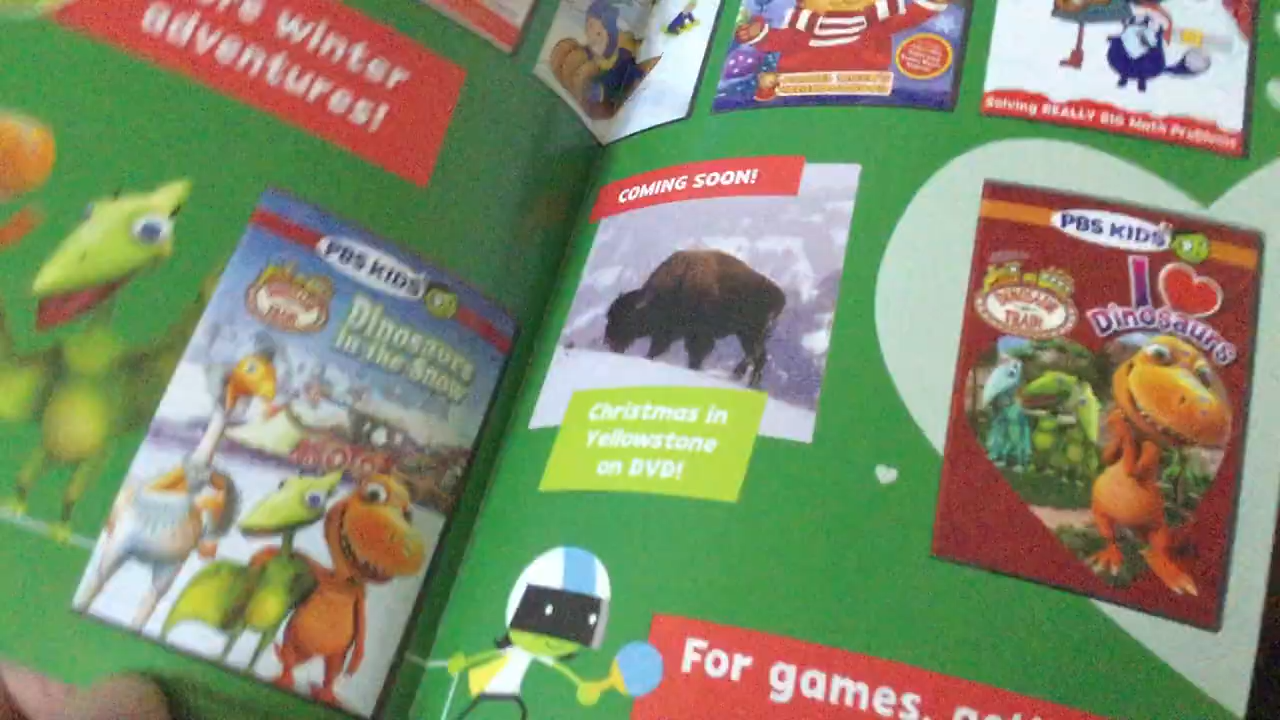 winter
adventures!
PBS KIDS
DINOSAUR
TRAIN
Dinosaurs
in the Snow
Solving REALLY BIG Math Problems!
COMING SOON!
Christmas in
Yellowstone
on DVD!
PBS KIDS
DINOSAUR
TRAIN
I
Dinosaurs
For games,